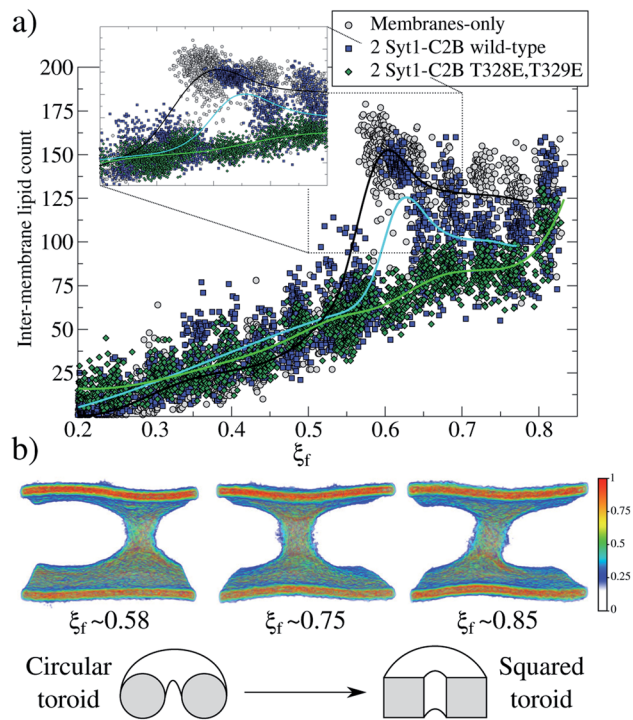 a)
Membranes-only
2 Syt1-C2B wild-type
2 Syt1-C2B T328E,T329E
Inter-membrane lipid count
200
175
150
125
100
75
50
25
0.2 0.3 0.4 0.5 0.6 0.7 0.8
ξf
b)
1
0.75
0.5
0.25
0
ξf ~0.58 ξf ~0.75 ξf ~0.85
Circular
toroid
Squared
toroid